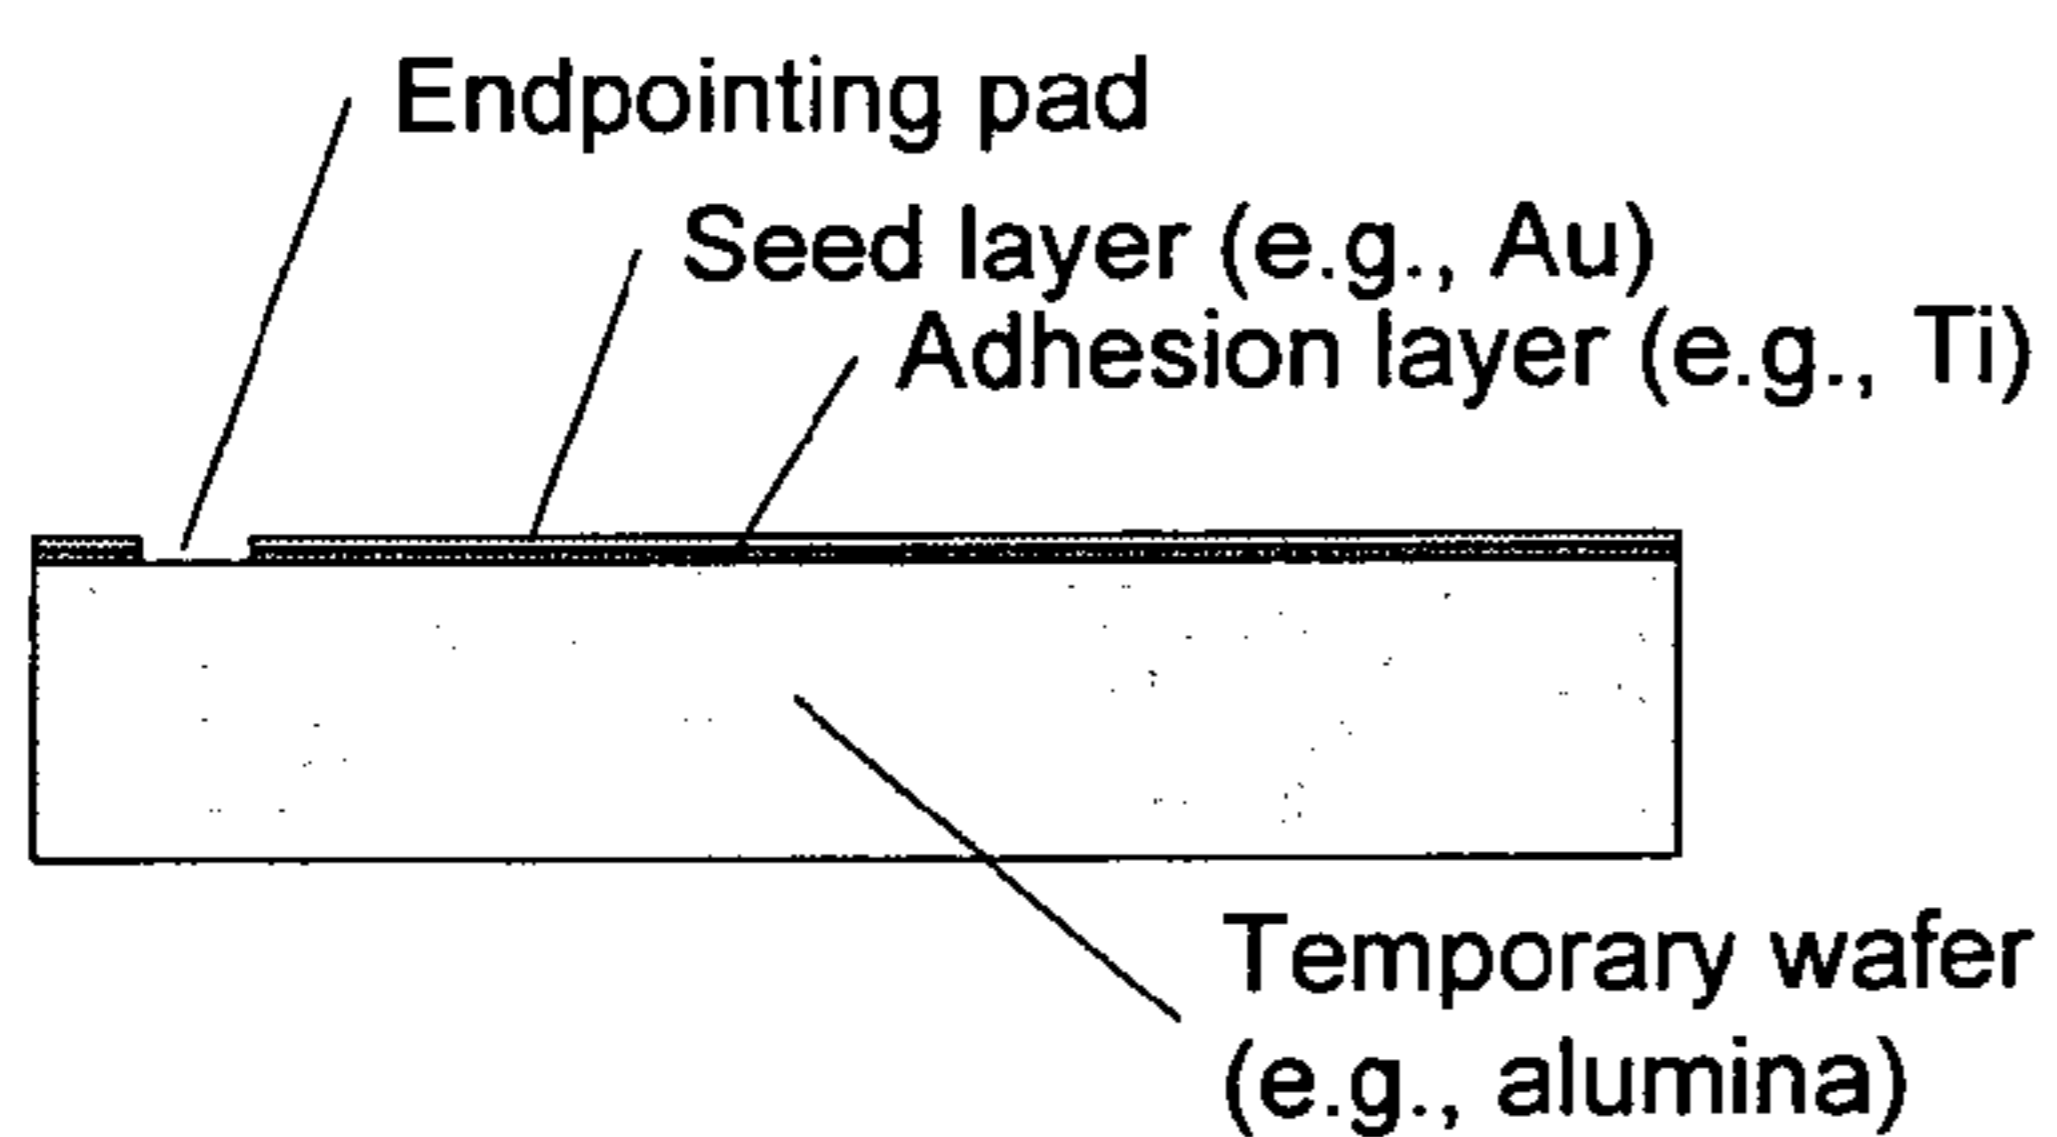 Endpointing pad
Seed layer (e.g., Au)
Adhesion layer (e.g., Ti)
Temporary wafer
(e.g., alumina)